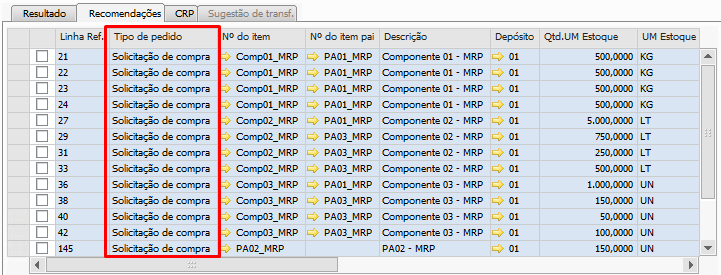 Resultado Recomendações CRP Sugestão de transf.
Linha Ref. Tipo de pedido Nº do item Nº do item pai Descrição Depósito Qtd.UM Estoque UM Estoque
21 Solicitação de compra Comp01_MRP PA01_MRP Componente 01 - MRP 01 500,0000 KG
22 Solicitação de compra Comp01_MRP PA01_MRP Componente 01 - MRP 01 500,0000 KG
23 Solicitação de compra Comp01_MRP PA01_MRP Componente 01 - MRP 01 500,0000 KG
24 Solicitação de compra Comp01_MRP PA01_MRP Componente 01 - MRP 01 500,0000 KG
27 Solicitação de compra Comp02_MRP PA01_MRP Componente 02 - MRP 01 5.000,0000 LT
29 Solicitação de compra Comp02_MRP PA03_MRP Componente 02 - MRP 01 750,0000 LT
31 Solicitação de compra Comp02_MRP PA03_MRP Componente 02 - MRP 01 250,0000 LT
33 Solicitação de compra Comp02_MRP PA03_MRP Componente 02 - MRP 01 500,0000 LT
36 Solicitação de compra Comp03_MRP PA01_MRP Componente 03 - MRP 01 1.000,0000 UN
38 Solicitação de compra Comp03_MRP PA03_MRP Componente 03 - MRP 01 150,0000 UN
40 Solicitação de compra Comp03_MRP PA03_MRP Componente 03 - MRP 01 50,0000 UN
42 Solicitação de compra Comp03_MRP PA03_MRP Componente 03 - MRP 01 100,0000 UN
145 Solicitação de compra PA02_MRP PA02 - MRP 01 150,0000 UN